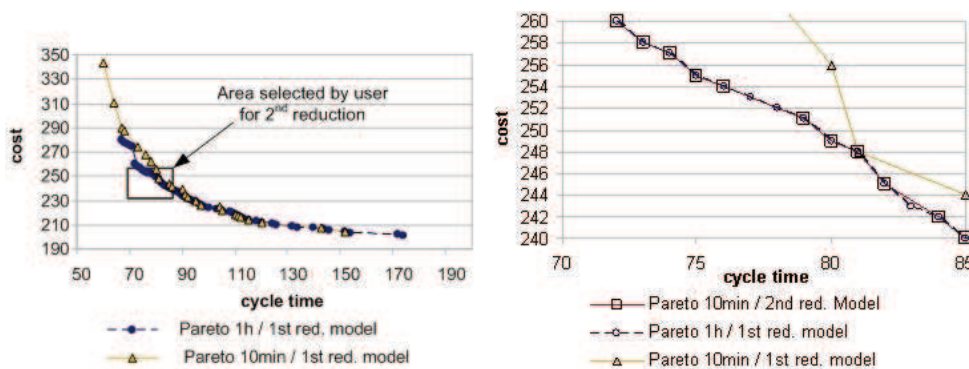 350
330
310
290
270
250
230
210
190
cost
Area selected by user
for 2nd reduction
50 70 90 110 130 150 170 190
cycle time
Pareto 1h / 1st red. model
Pareto 10min / 1st red. model
260
258
256
254
252
250
248
246
244
242
240
cost
70 75 80 85
cycle time
Pareto 10min / 2nd red. Model
Pareto 1h / 1st red. model
Pareto 10min / 1st red. model